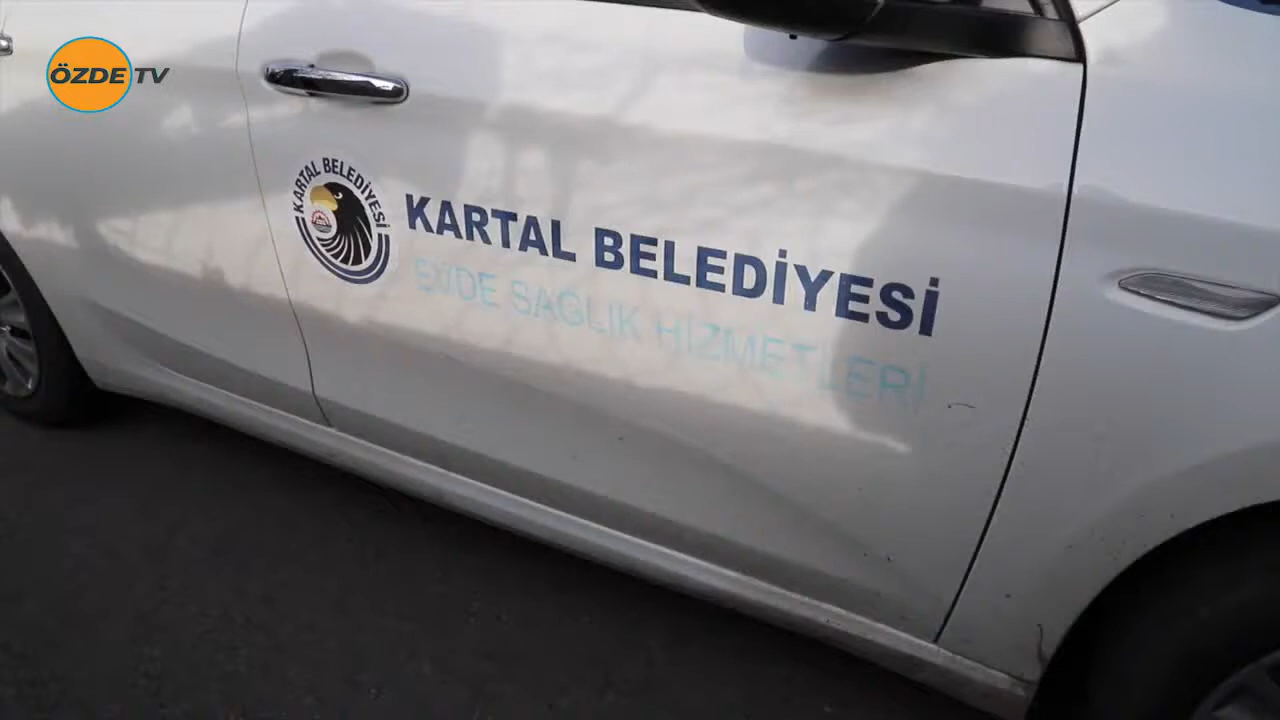 ÖZDE TV
KARTAL BELEDİYESİ
KARTAL BELEDİYESİ
EVDE SAĞLIK HİZMETLERİ